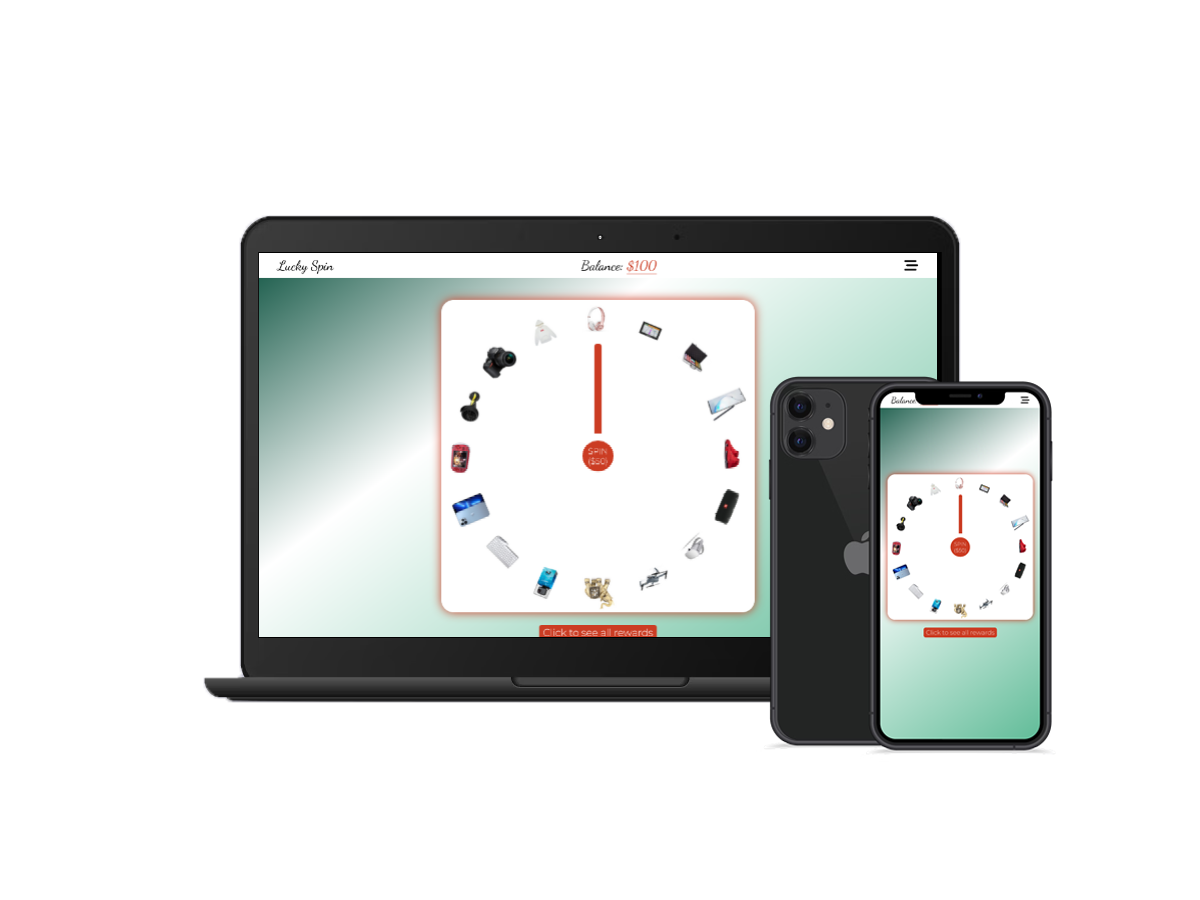 Lucky Spin
Balance: $100
SPIN
($50)
Click to see all rewards
Balance:
SPIN
($50)
Click to see all rewards